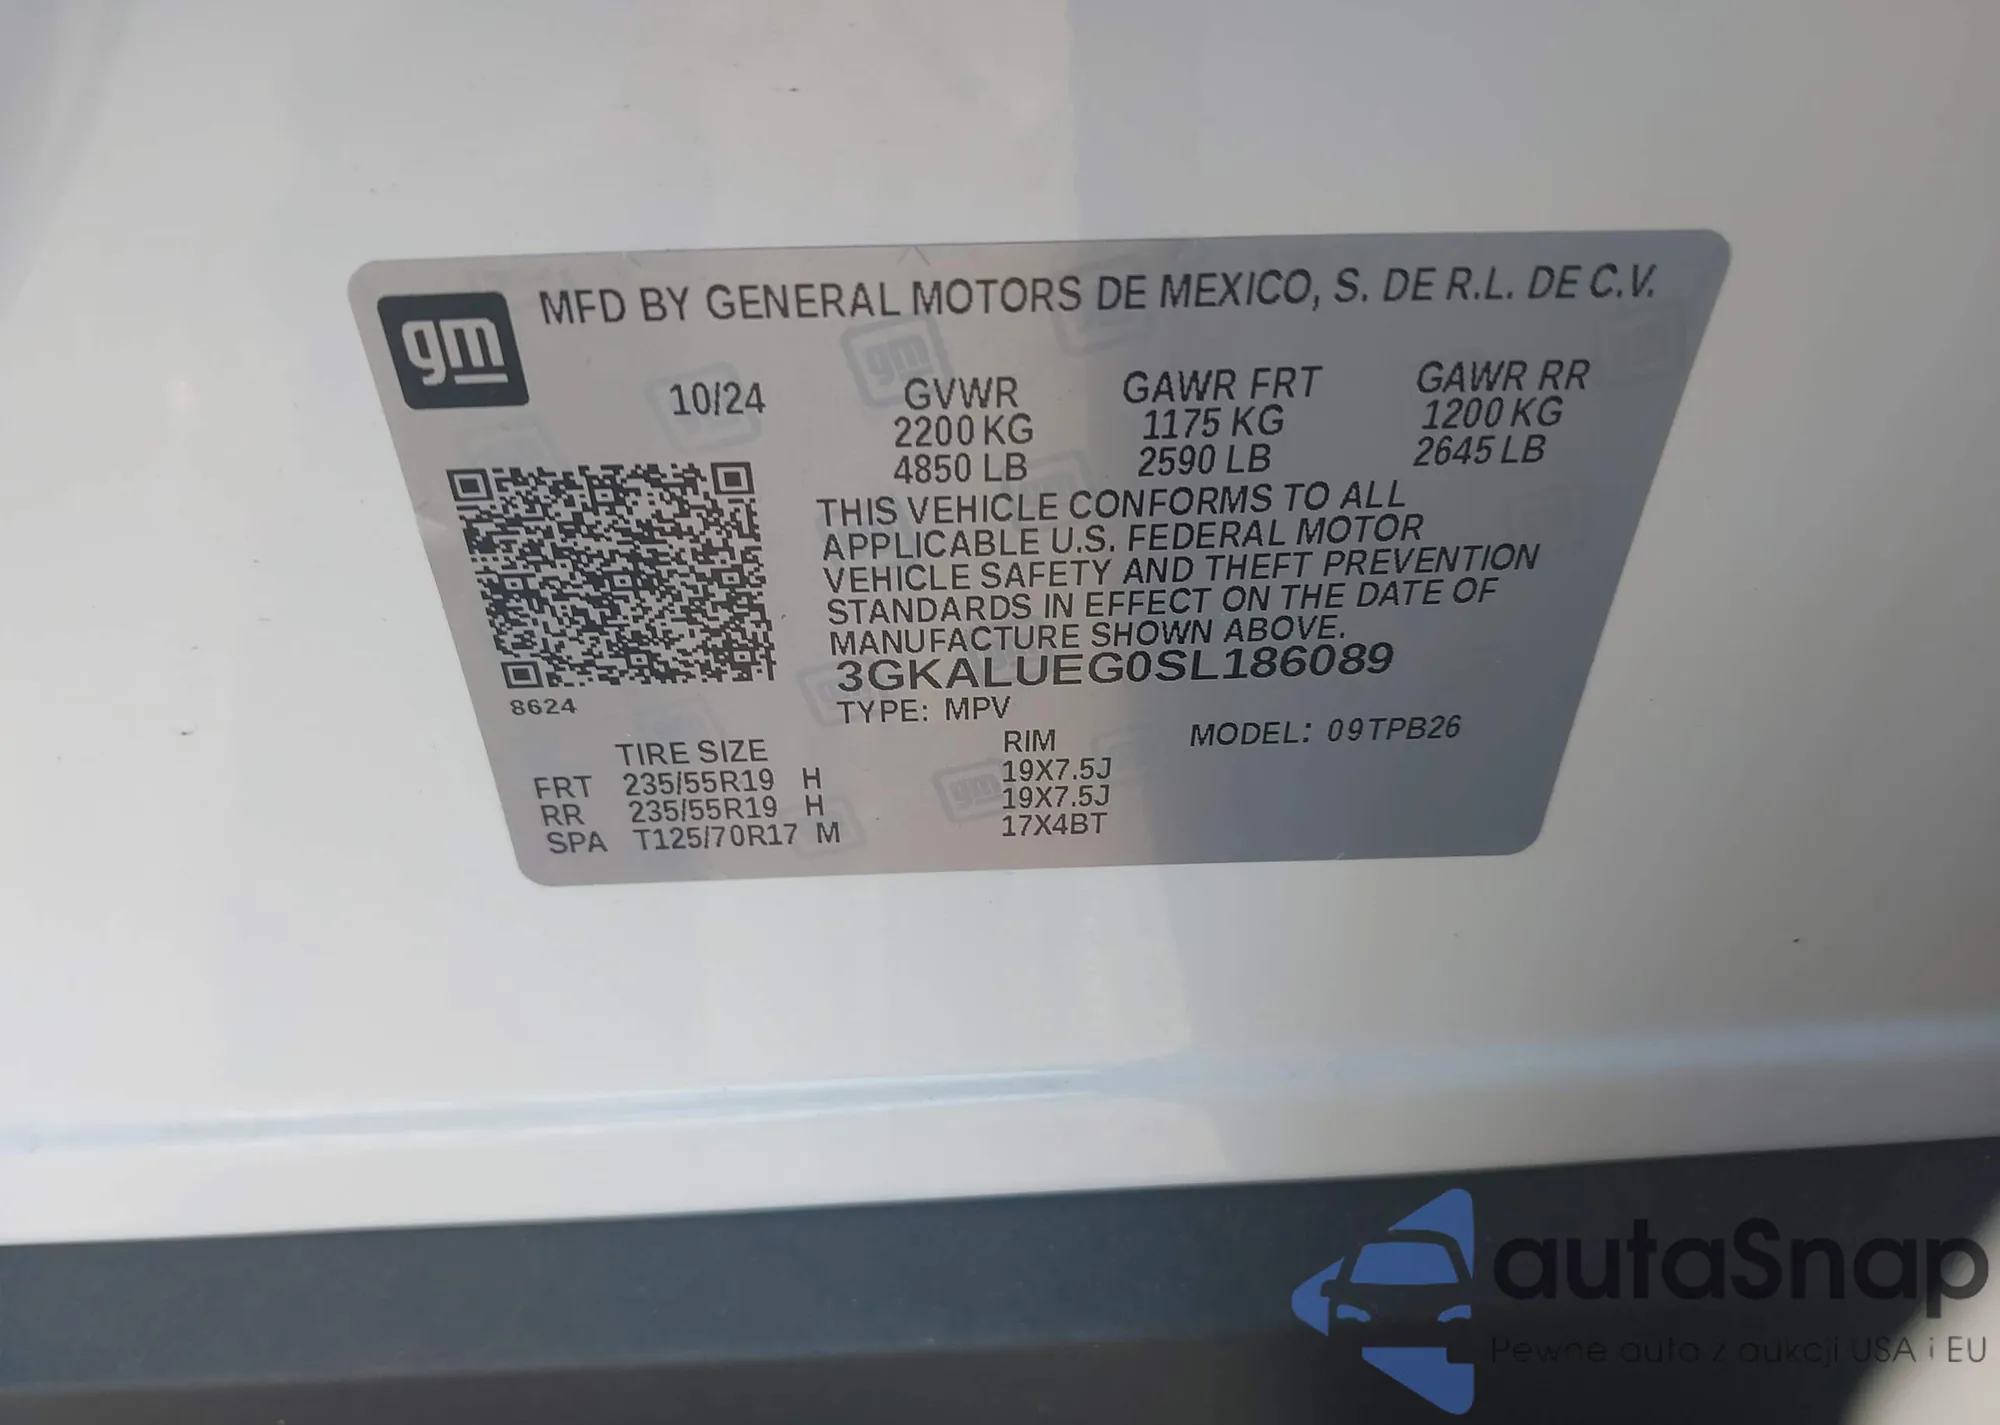 gm
MFD BY GENERAL MOTORS DE MEXICO, S. DE R.L. DE C.V.
10/24 GVWR GAWR FRT GAWR RR
2200 KG 1175 KG 1200 KG
4850 LB 2590 LB 2645 LB
THIS VEHICLE CONFORMS TO ALL
APPLICABLE U.S. FEDERAL MOTOR
VEHICLE SAFETY AND THEFT PREVENTION
STANDARDS IN EFFECT ON THE DATE OF
MANUFACTURE SHOWN ABOVE.
3GKALUEG0SL186089
8624
TYPE: MPV MODEL: 09TPB26
TIRE SIZE RIM
FRT 235/55R19 H 19X7.5J
RR 235/55R19 H 19X7.5J
SPA T125/70R17 M 17X4BT
autaSnap
Pewne auta z aukcji USA i EU